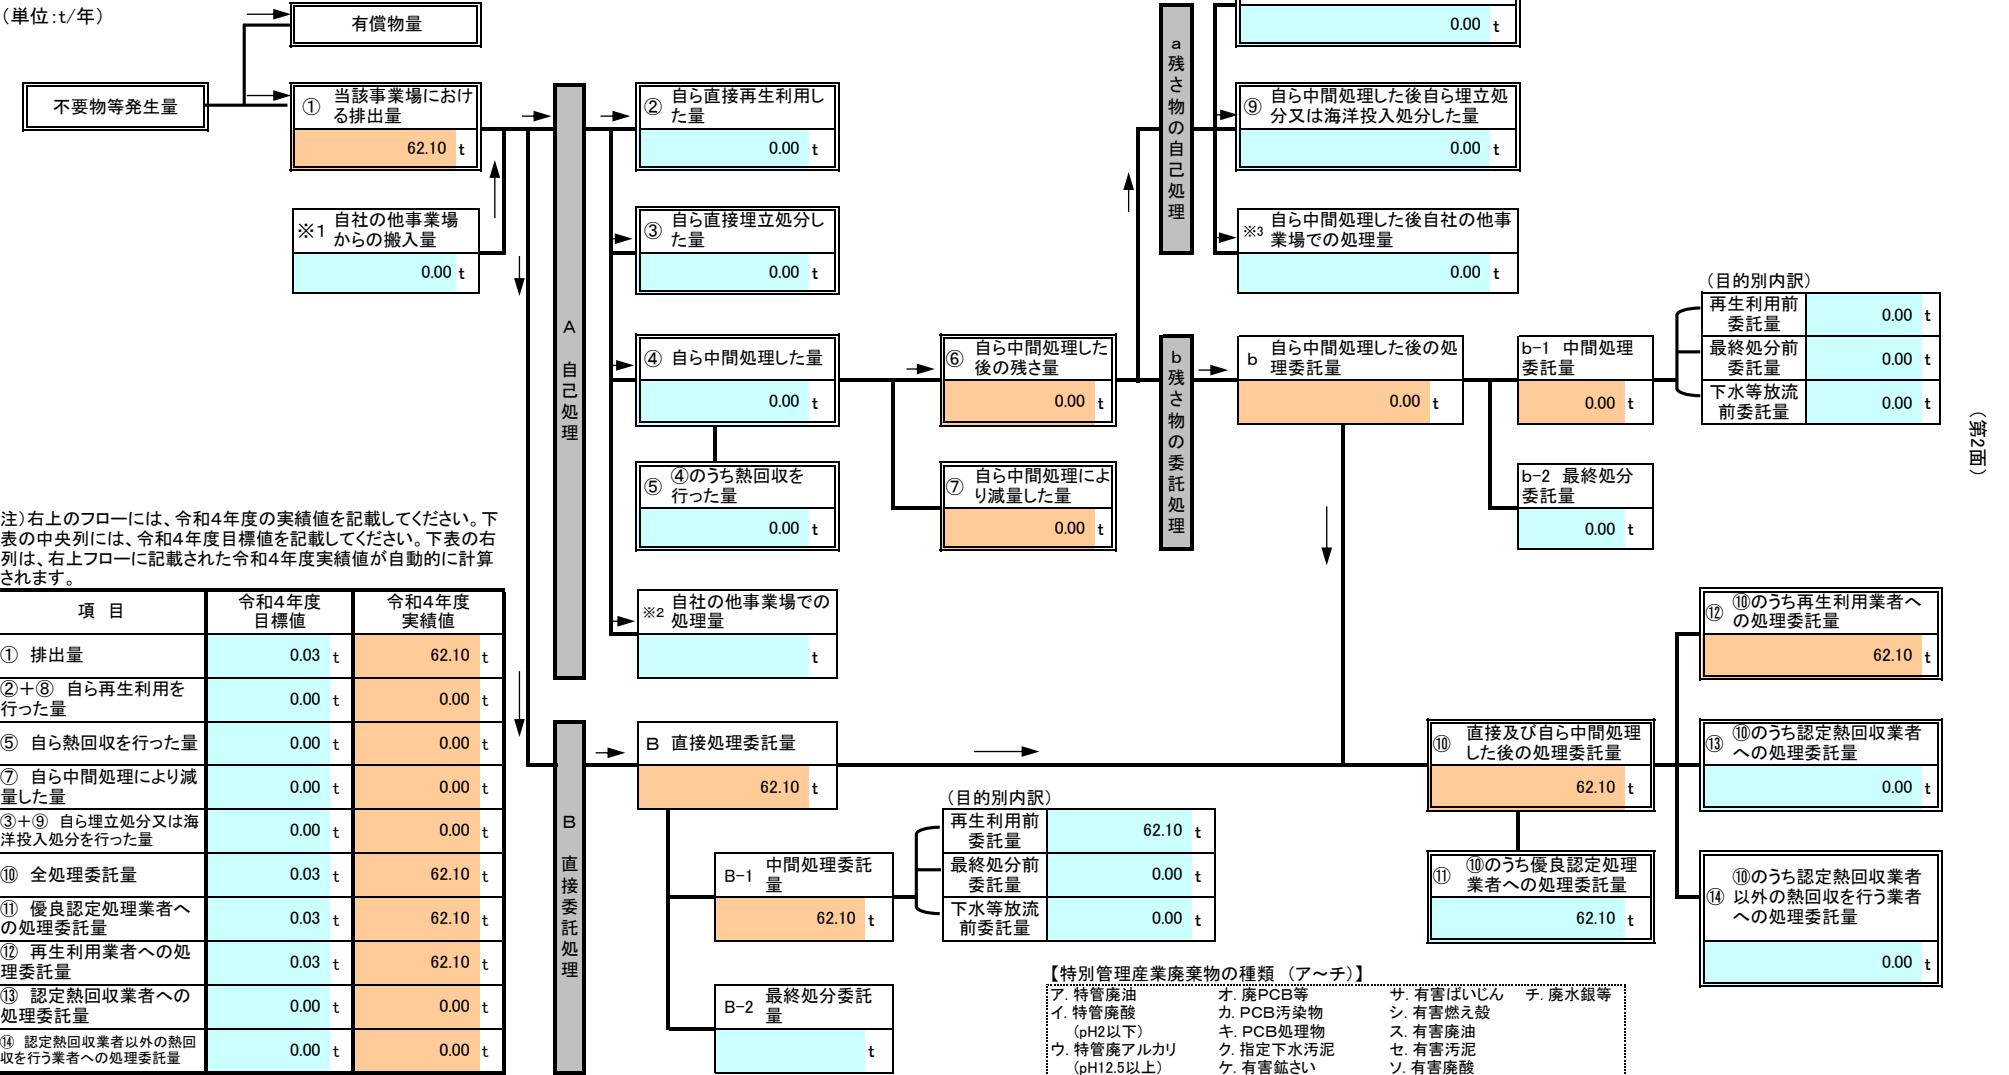 (単位:t/年)
有償物量
不要物等発生量
① 当該事業場におけ
る排出量
62.10 t
※1 自社の他事業場
からの搬入量
0.00 t
A 自己処理
② 自ら直接再生利用し
た量
0.00 t
③ 自ら直接埋立処分し
た量
0.00 t
④ 自ら中間処理した量
0.00 t
⑤ ④のうち熱回収を
行った量
0.00 t
※2 自社の他事業場での
処理量
t
⑥ 自ら中間処理した
後の残さ量
0.00 t
⑦ 自ら中間処理によ
り減量した量
0.00 t
a残さ物の自己処理
0.00 t
⑨ 自ら中間処理した後自ら埋立処
分又は海洋投入処分した量
0.00 t
※3 自ら中間処理した後自社の他事
業場での処理量
0.00 t
b残さ物の委託処理
b 自ら中間処理した後の処
理委託量
0.00 t
b-1 中間処理
委託量
0.00 t
b-2 最終処分
委託量
0.00 t
(目的別内訳)
再生利用前
委託量 0.00 t
最終処分前
委託量 0.00 t
下水等放流
前委託量 0.00 t
(第2面)
注)右上のフローには、令和4年度の実績値を記載してください。下
表の中央列には、令和4年度目標値を記載してください。下表の右
列は、右上フローに記載された令和4年度実績値が自動的に計算
されます。
項 目 令和4年度
目標値 令和4年度
実績値
① 排出量 0.03 t 62.10 t
②+⑧ 自ら再生利用を
行った量 0.00 t 0.00 t
⑤ 自ら熱回収を行った量 0.00 t 0.00 t
⑦ 自ら中間処理により減
量した量 0.00 t 0.00 t
③+⑨ 自ら埋立処分又は海
洋投入処分を行った量 0.00 t 0.00 t
⑩ 全処理委託量 0.03 t 62.10 t
⑪ 優良認定処理業者へ
の処理委託量 0.03 t 62.10 t
⑫ 再生利用業者への処
理委託量 0.03 t 62.10 t
⑬ 認定熱回収業者への
処理委託量 0.00 t 0.00 t
⑭ 認定熱回収業者以外の熱回
収を行う業者への処理委託量 0.00 t 0.00 t
B 直接委託処理
B 直接処理委託量
62.10 t
B-1 中間処理委託
量
62.10 t
B-2 最終処分委託
量
t
(目的別内訳)
再生利用前
委託量 62.10 t
最終処分前
委託量 0.00 t
下水等放流
前委託量 0.00 t
⑩ 直接及び自ら中間処理
した後の処理委託量
62.10 t
⑪ ⑩のうち優良認定処理
業者への処理委託量
62.10 t
⑫ ⑩のうち再生利用業者へ
の処理委託量
62.10 t
⑬ ⑩のうち認定熱回収業者
への処理委託量
0.00 t
⑭ ⑩のうち認定熱回収業者
以外の熱回収を行う業者
への処理委託量
0.00 t
【特別管理産業廃棄物の種類 (ア~チ)】
ア. 特管廃油 オ. 廃PCB等 サ. 有害ばいじん チ. 廃水銀等
イ. 特管廃酸 カ. PCB汚染物 シ. 有害燃え殻
(pH2以下) キ. PCB処理物 ス. 有害廃油
ウ. 特管廃アルカリ ク. 指定下水汚泥 セ. 有害汚泥
(pH12.5以上) ケ. 有害鉱さい ソ. 有害廃酸